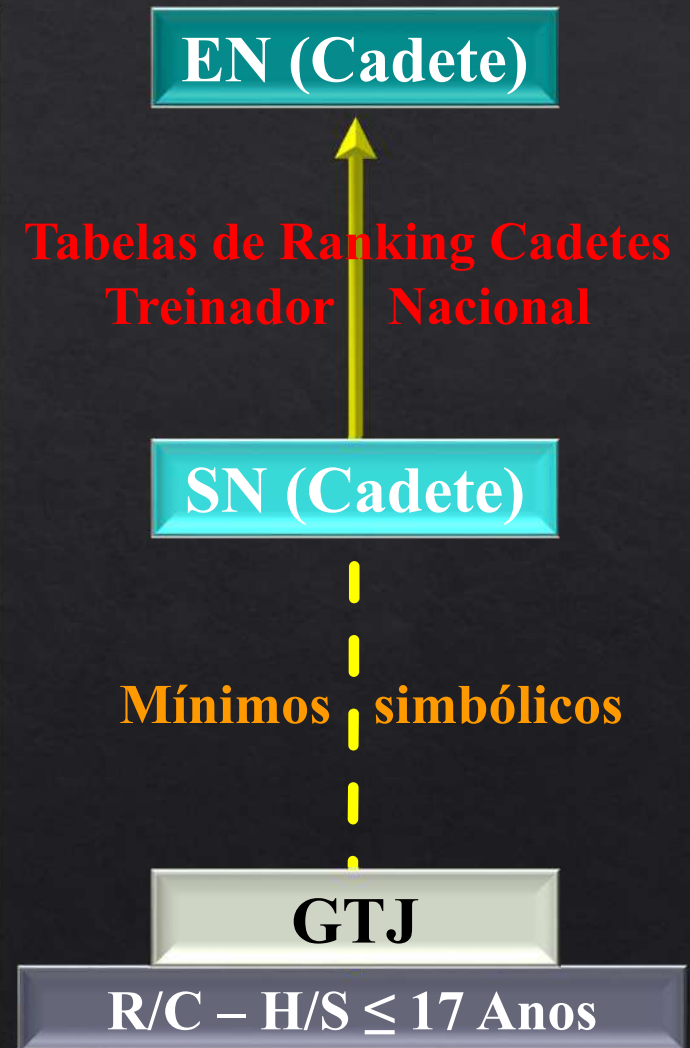 EN (Cadete)
Tabelas de Ranking Cadetes
Treinador Nacional
SN (Cadete)
Mínimos simbólicos
GTJ
R/C – H/S ≤ 17 Anos